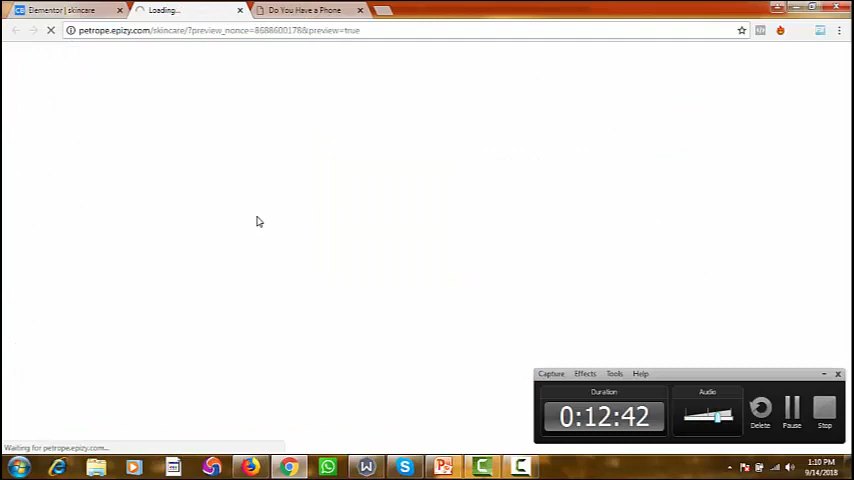 Elementor | skincare
Loading...
Do You Have a Phone
petrope.epizy.com/skincare/?preview_nonce=8688600178&preview=true
Capture Effects Tools Help
Duration
Audio
0:12:42
Delete Pause Stop
Waiting for petrope.epizy.com...
1:10 PM
9/14/2018